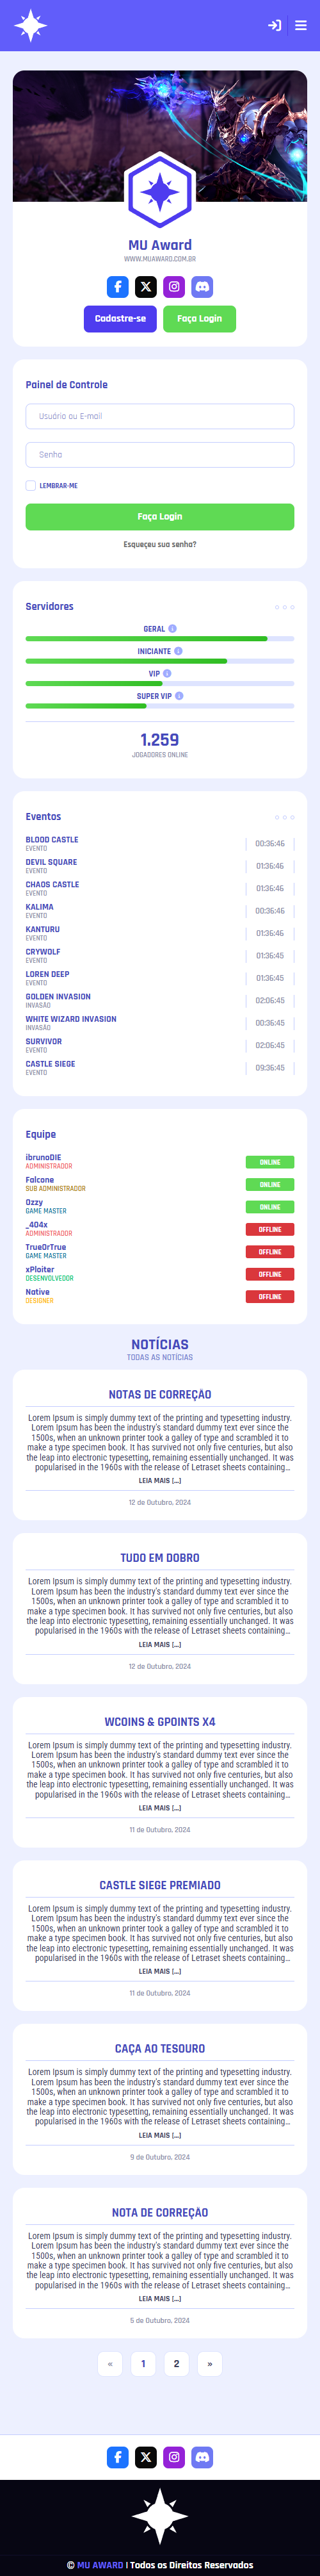 MU Award
WWW.MUAWARD.COM.BR
Cadastre-se
Faça Login
Painel de Controle
Usuário ou E-mail
Senha
LEMBRAR-ME
Faça Login
Esqueçeu sua senha?
Servidores
GERAL
INICIANTE
VIP
SUPER VIP
1.259
JOGADORES ONLINE
Eventos
BLOOD CASTLE
EVENTO
00:36:46
DEVIL SQUARE
EVENTO
01:36:46
CHAOS CASTLE
EVENTO
01:36:46
KALIMA
EVENTO
00:36:46
KANTURU
EVENTO
01:36:46
CRYWOLF
EVENTO
01:36:45
LOREN DEEP
EVENTO
01:36:45
GOLDEN INVASION
INVASÃO
02:06:45
WHITE WIZARD INVASION
INVASÃO
00:36:45
SURVIVOR
EVENTO
02:06:45
CASTLE SIEGE
EVENTO
09:36:45
Equipe
ibrunoDIE
ADMINISTRADOR
ONLINE
Falcone
SUB ADMINISTRADOR
ONLINE
Ozzy
GAME MASTER
ONLINE
_404x
ADMINISTRADOR
OFFLINE
TrueOrTrue
GAME MASTER
OFFLINE
xPloiter
DESENVOLVEDOR
OFFLINE
Native
DESIGNER
OFFLINE
NOTÍCIAS
TODAS AS NOTÍCIAS
NOTAS DE CORREÇÃO
Lorem Ipsum is simply dummy text of the printing and typesetting industry.
Lorem Ipsum has been the industry's standard dummy text ever since the
1500s, when an unknown printer took a galley of type and scrambled it to
make a type specimen book. It has survived not only five centuries, but also
the leap into electronic typesetting, remaining essentially unchanged. It was
popularised in the 1960s with the release of Letraset sheets containing...
LEIA MAIS [...]
12 de Outubro, 2024
TUDO EM DOBRO
Lorem Ipsum is simply dummy text of the printing and typesetting industry.
Lorem Ipsum has been the industry's standard dummy text ever since the
1500s, when an unknown printer took a galley of type and scrambled it to
make a type specimen book. It has survived not only five centuries, but also
the leap into electronic typesetting, remaining essentially unchanged. It was
popularised in the 1960s with the release of Letraset sheets containing...
LEIA MAIS [...]
12 de Outubro, 2024
WCOINS & GPOINTS X4
Lorem Ipsum is simply dummy text of the printing and typesetting industry.
Lorem Ipsum has been the industry's standard dummy text ever since the
1500s, when an unknown printer took a galley of type and scrambled it to
make a type specimen book. It has survived not only five centuries, but also
the leap into electronic typesetting, remaining essentially unchanged. It was
popularised in the 1960s with the release of Letraset sheets containing...
LEIA MAIS [...]
11 de Outubro, 2024
CASTLE SIEGE PREMIADO
Lorem Ipsum is simply dummy text of the printing and typesetting industry.
Lorem Ipsum has been the industry's standard dummy text ever since the
1500s, when an unknown printer took a galley of type and scrambled it to
make a type specimen book. It has survived not only five centuries, but also
the leap into electronic typesetting, remaining essentially unchanged. It was
popularised in the 1960s with the release of Letraset sheets containing...
LEIA MAIS [...]
11 de Outubro, 2024
CAÇA AO TESOURO
Lorem Ipsum is simply dummy text of the printing and typesetting industry.
Lorem Ipsum has been the industry's standard dummy text ever since the
1500s, when an unknown printer took a galley of type and scrambled it to
make a type specimen book. It has survived not only five centuries, but also
the leap into electronic typesetting, remaining essentially unchanged. It was
popularised in the 1960s with the release of Letraset sheets containing...
LEIA MAIS [...]
9 de Outubro, 2024
NOTA DE CORREÇÃO
Lorem Ipsum is simply dummy text of the printing and typesetting industry.
Lorem Ipsum has been the industry's standard dummy text ever since the
1500s, when an unknown printer took a galley of type and scrambled it to
make a type specimen book. It has survived not only five centuries, but also
the leap into electronic typesetting, remaining essentially unchanged. It was
popularised in the 1960s with the release of Letraset sheets containing...
LEIA MAIS [...]
5 de Outubro, 2024
« 1 2 »
© MU AWARD | Todos os Direitos Reservados